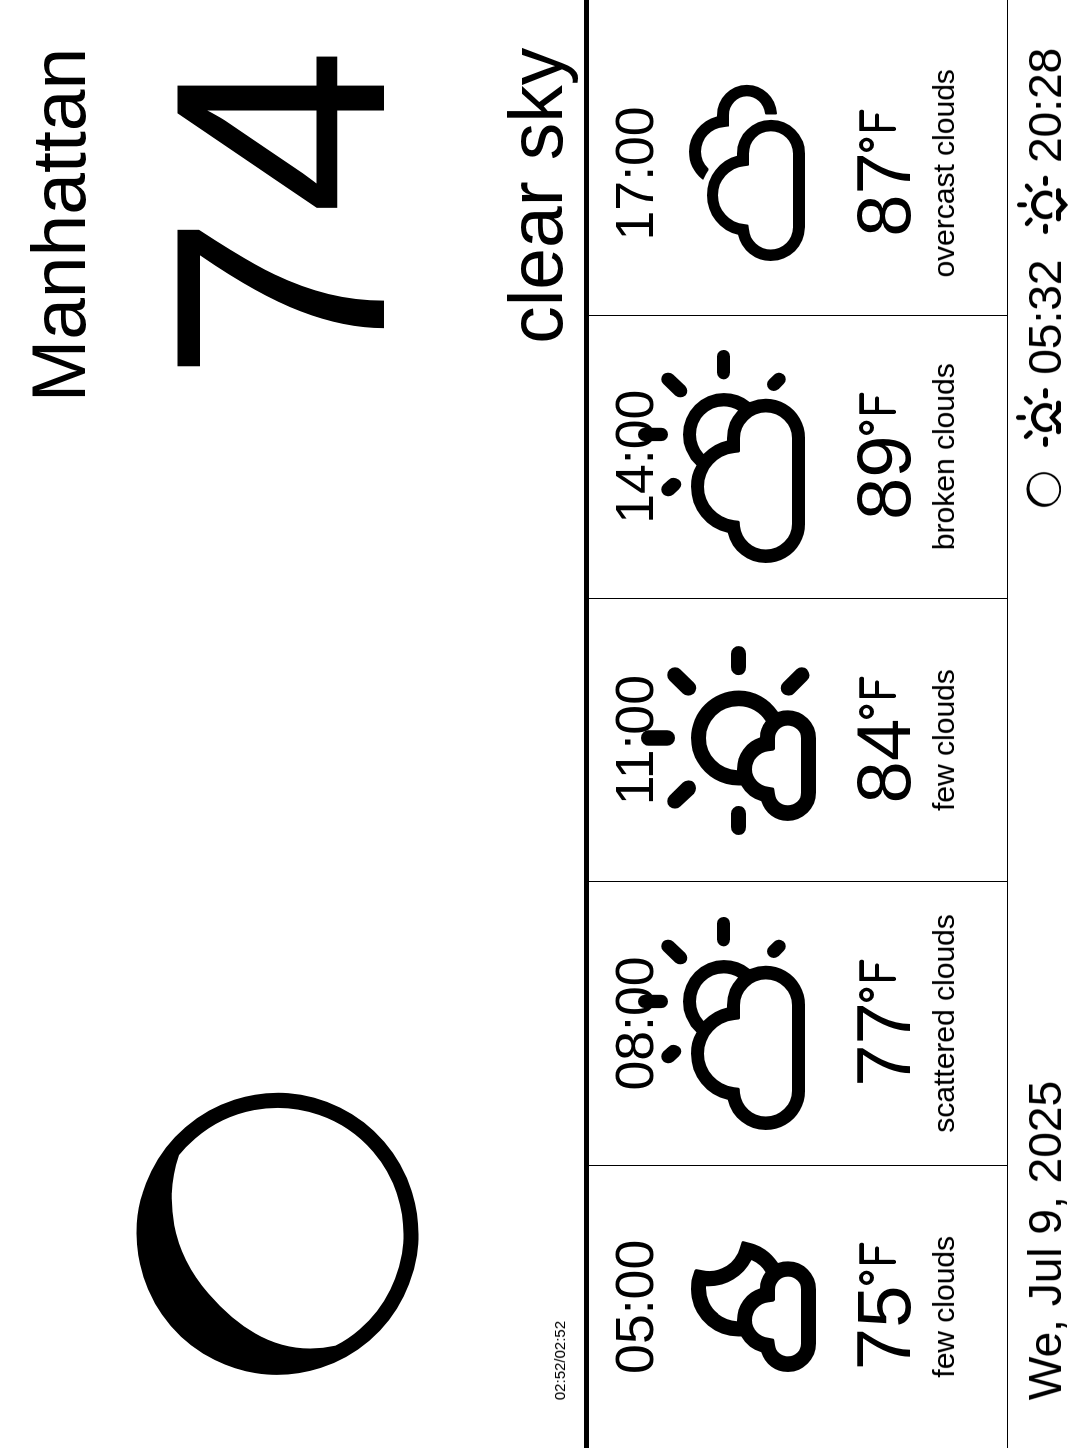 Manhattan
74
clear sky
02:52/02:52
05:00
75°F
few clouds
08:00
77°F
scattered clouds
11:00
84°F
few clouds
14:00
89°F
broken clouds
17:00
87°F
overcast clouds
We, Jul 9, 2025
05:32
20:28